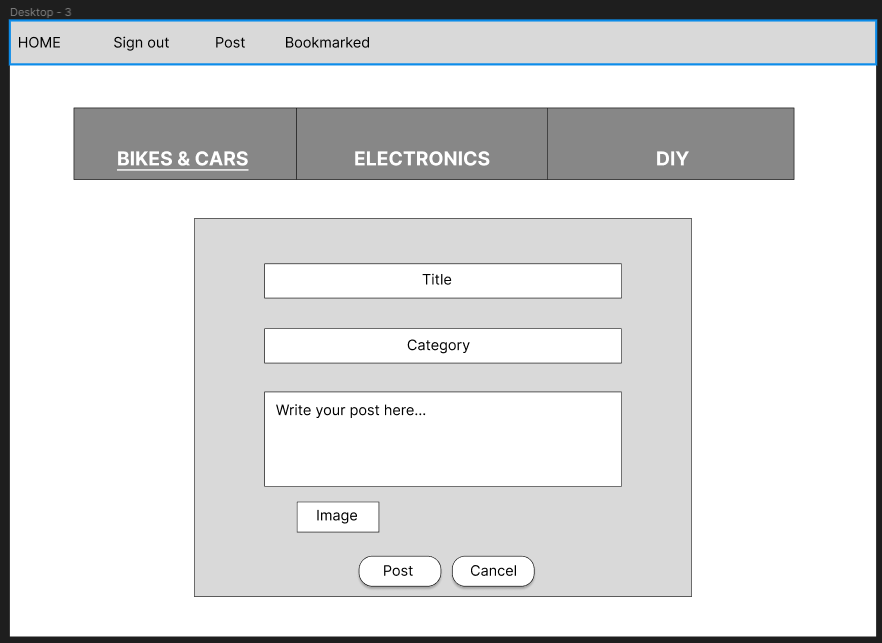 Desktop - 3
HOME Sign out Post Bookmarked
BIKES & CARS ELECTRONICS DIY
Title
Category
Write your post here...
Image
Post Cancel